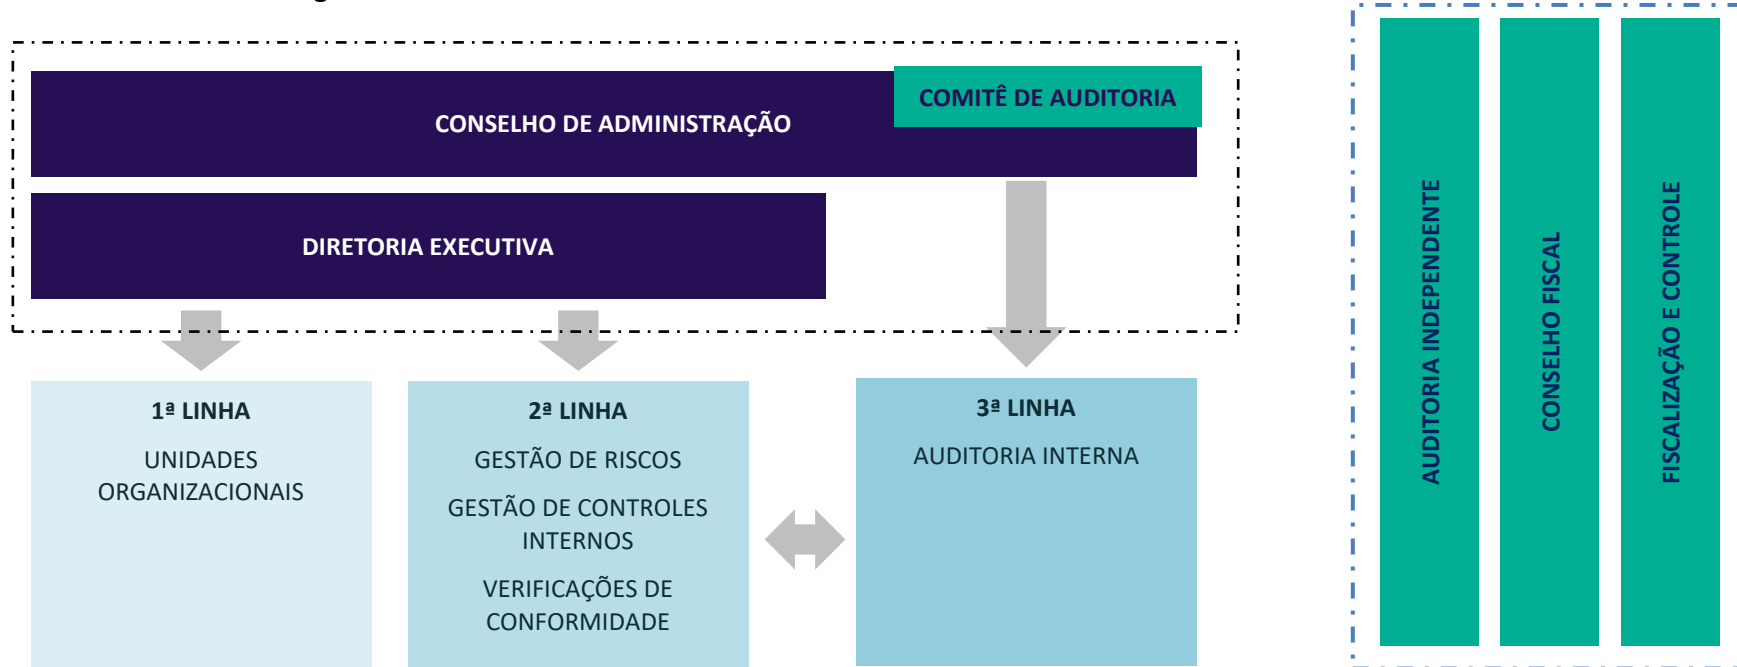 COMITÊ DE AUDITORIA
CONSELHO DE ADMINISTRAÇÃO
DIRETORIA EXECUTIVA
1ª LINHA
UNIDADES
ORGANIZACIONAIS
2ª LINHA
GESTÃO DE RISCOS
GESTÃO DE CONTROLES
INTERNOS
VERIFICAÇÕES DE
CONFORMIDADE
3ª LINHA
AUDITORIA INTERNA
AUDITORIA INDEPENDENTE
CONSELHO FISCAL
FISCALIZAÇÃO E CONTROLE